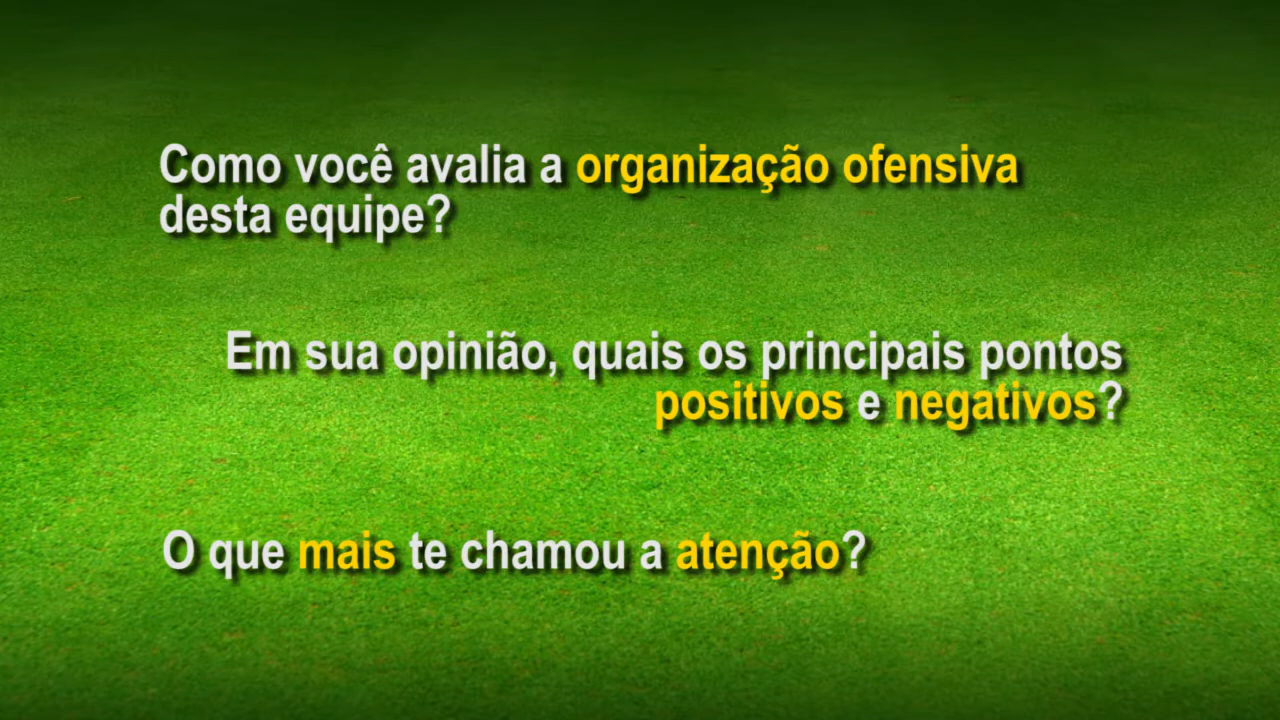 Como você avalia a organização ofensiva
desta equipe?
Em sua opinião, quais os principais pontos
positivos e negativos?
O que mais te chamou a atenção?